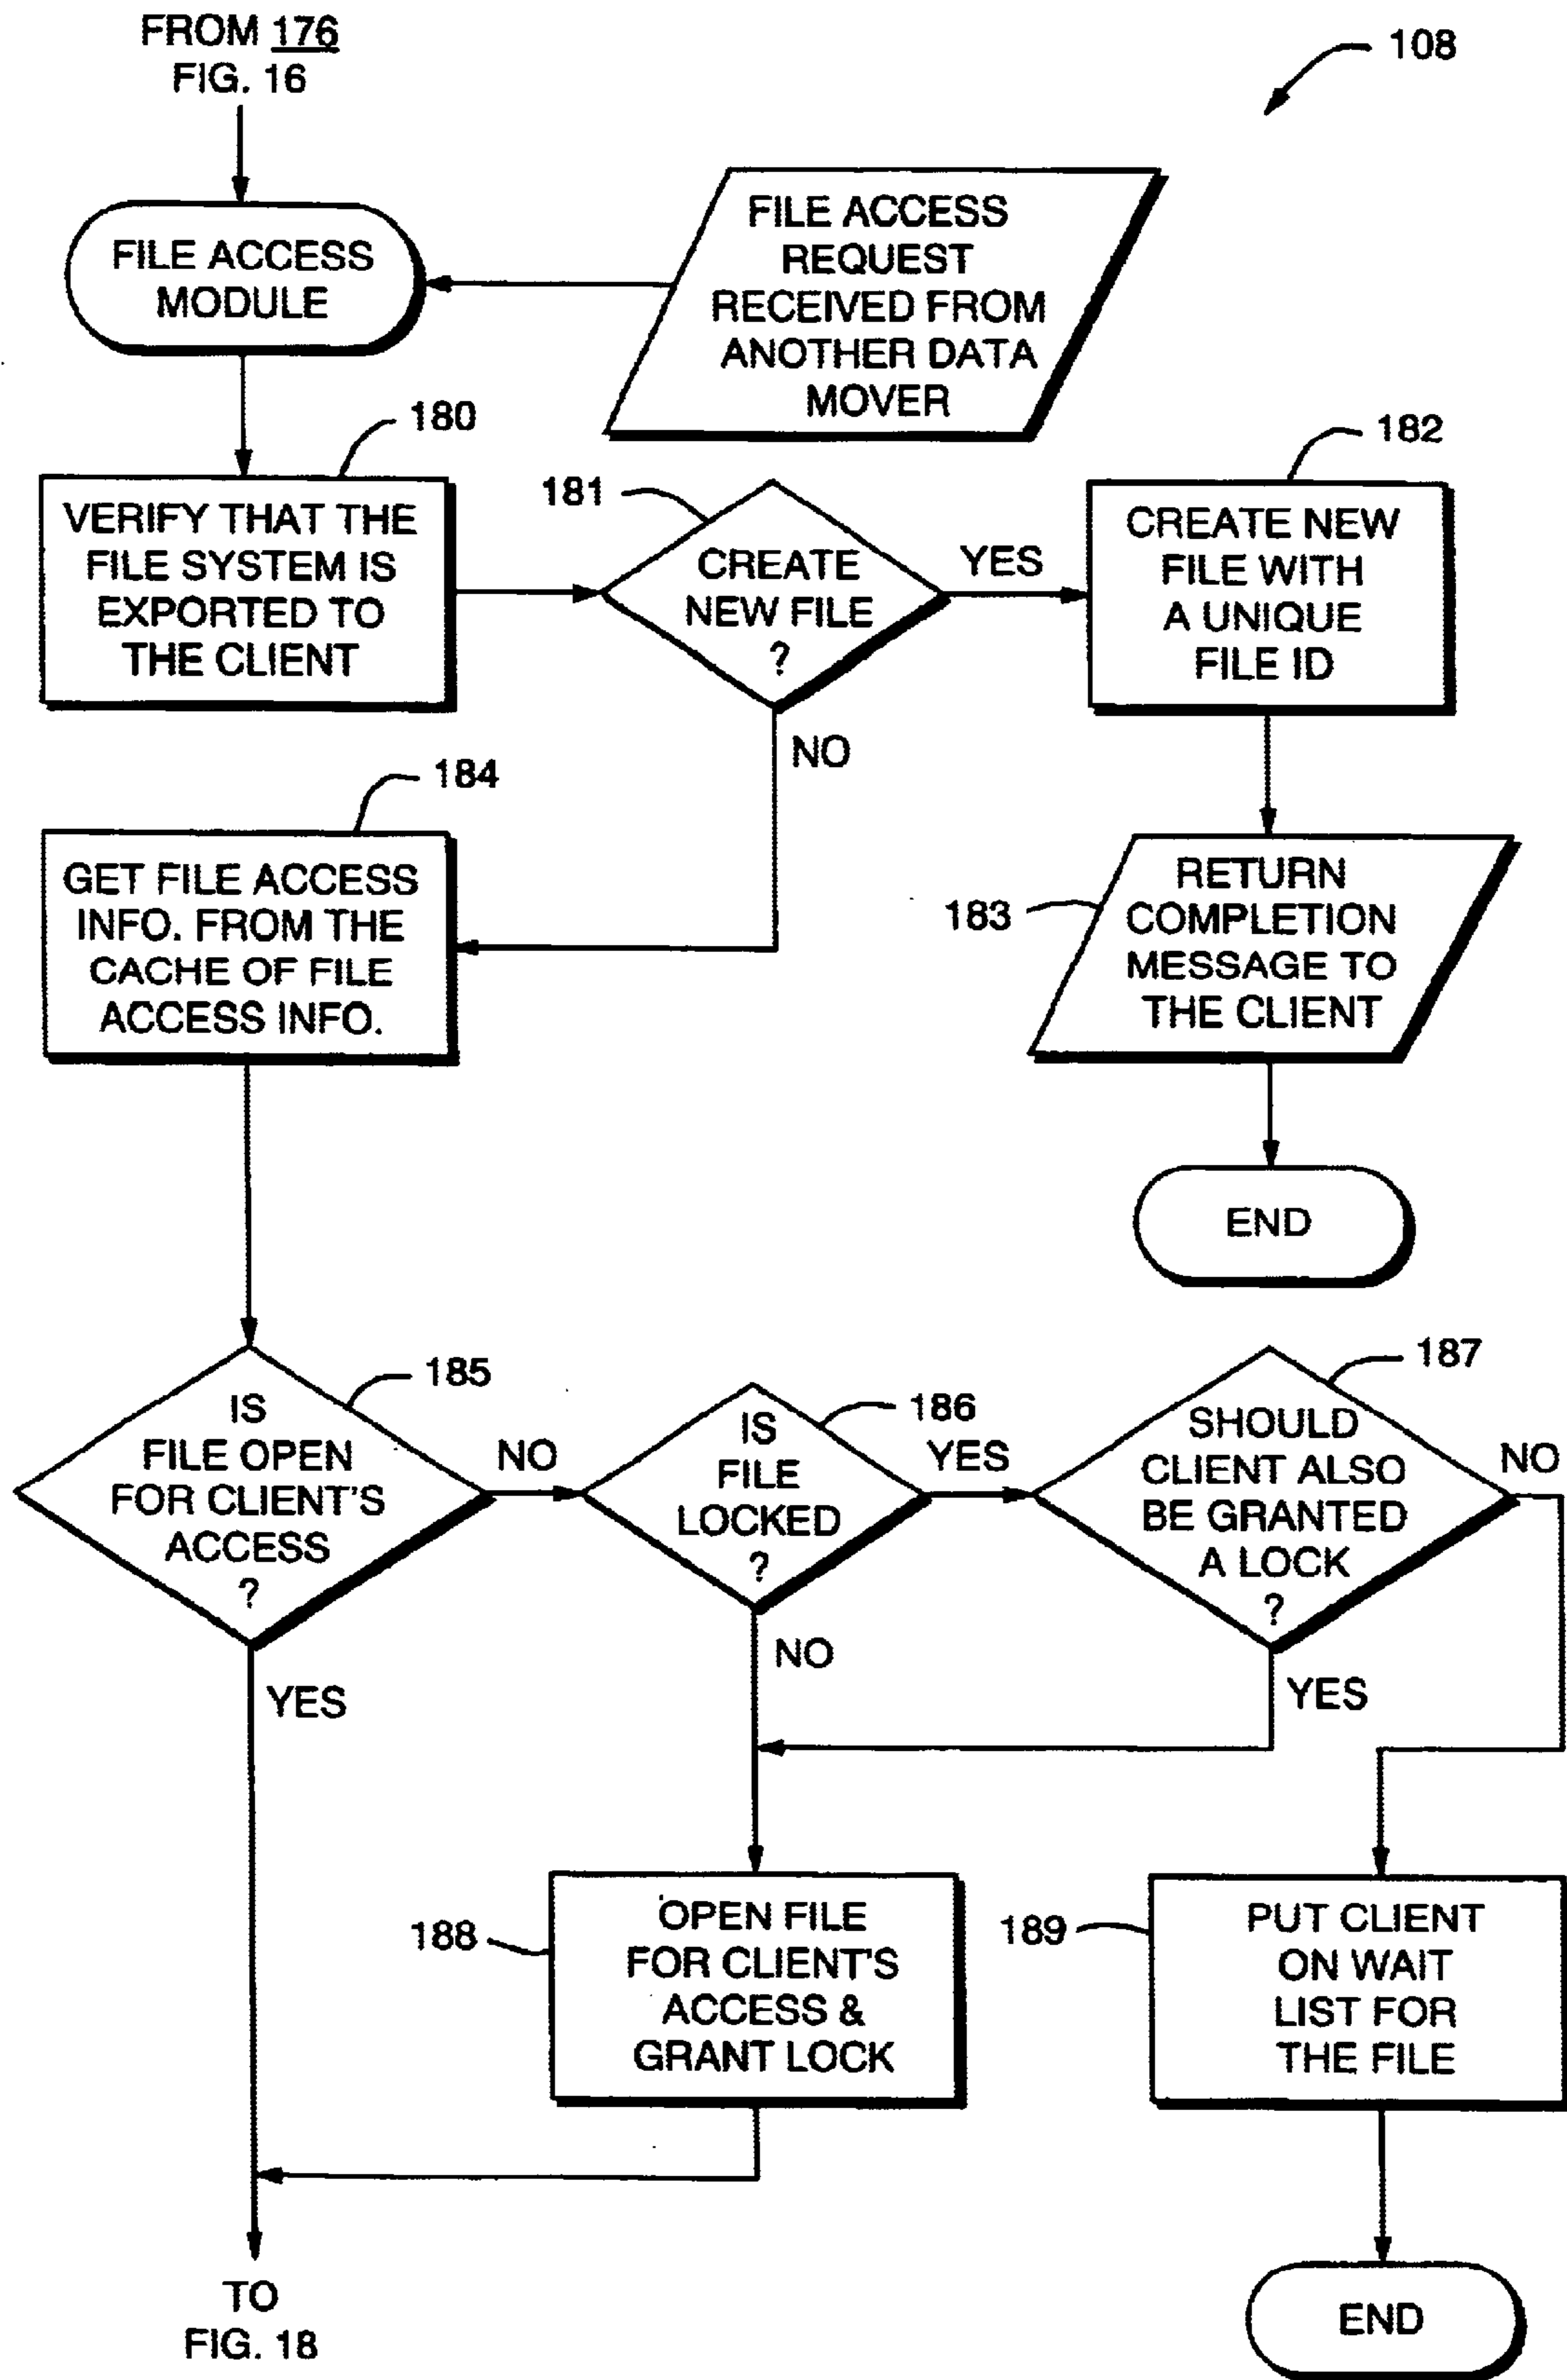 FROM 176
FIG. 16
108
FILE ACCESS
MODULE
FILE ACCESS
REQUEST
RECEIVED FROM
ANOTHER DATA
MOVER
180
VERIFY THAT THE
FILE SYSTEM IS
EXPORTED TO
THE CLIENT
181
CREATE
NEW FILE
?
YES
NO
182
CREATE NEW
FILE WITH
A UNIQUE
FILE ID
183
RETURN
COMPLETION
MESSAGE TO
THE CLIENT
END
184
GET FILE ACCESS
INFO. FROM THE
CACHE OF FILE
ACCESS INFO.
185
IS
FILE OPEN
FOR CLIENT'S
ACCESS
?
NO
YES
186
IS
FILE
LOCKED
?
YES
NO
187
SHOULD
CLIENT ALSO
BE GRANTED
A LOCK
?
NO
YES
188
OPEN FILE
FOR CLIENT'S
ACCESS &
GRANT LOCK
189
PUT CLIENT
ON WAIT
LIST FOR
THE FILE
TO
FIG. 18
END